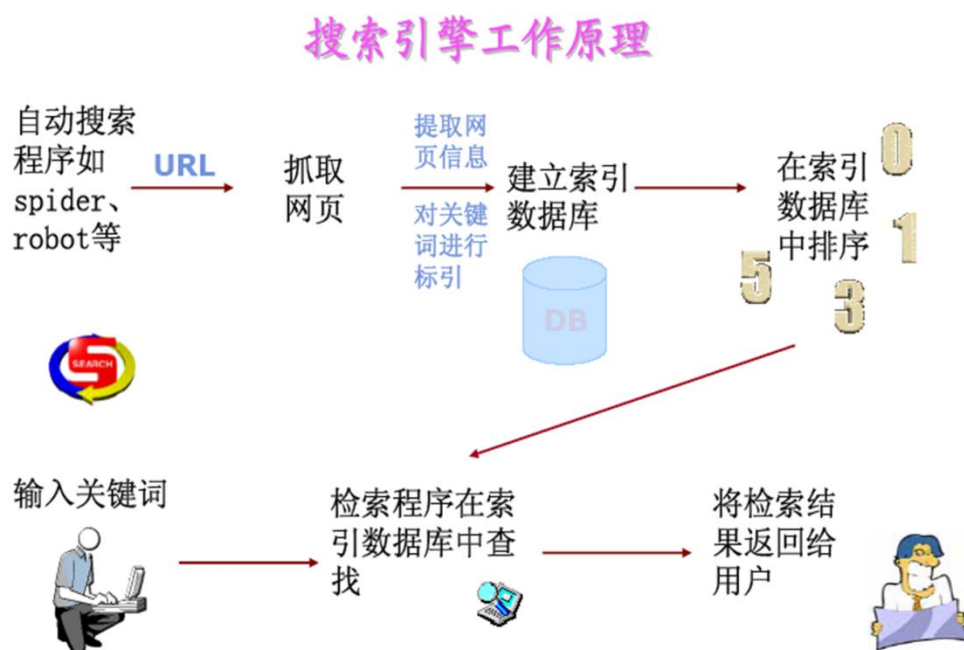 搜索引擎工作原理
自动搜索
程序如
spider、
robot等
URL
抓取
网页
提取网
页信息
对关键
词进行
标引
建立索引
数据库
DB
在索引
数据库
中排序
0
1
5
3
SEARCH
输入关键词
检索程序在索
引数据库中查
找
将检索结
果返回给
用户